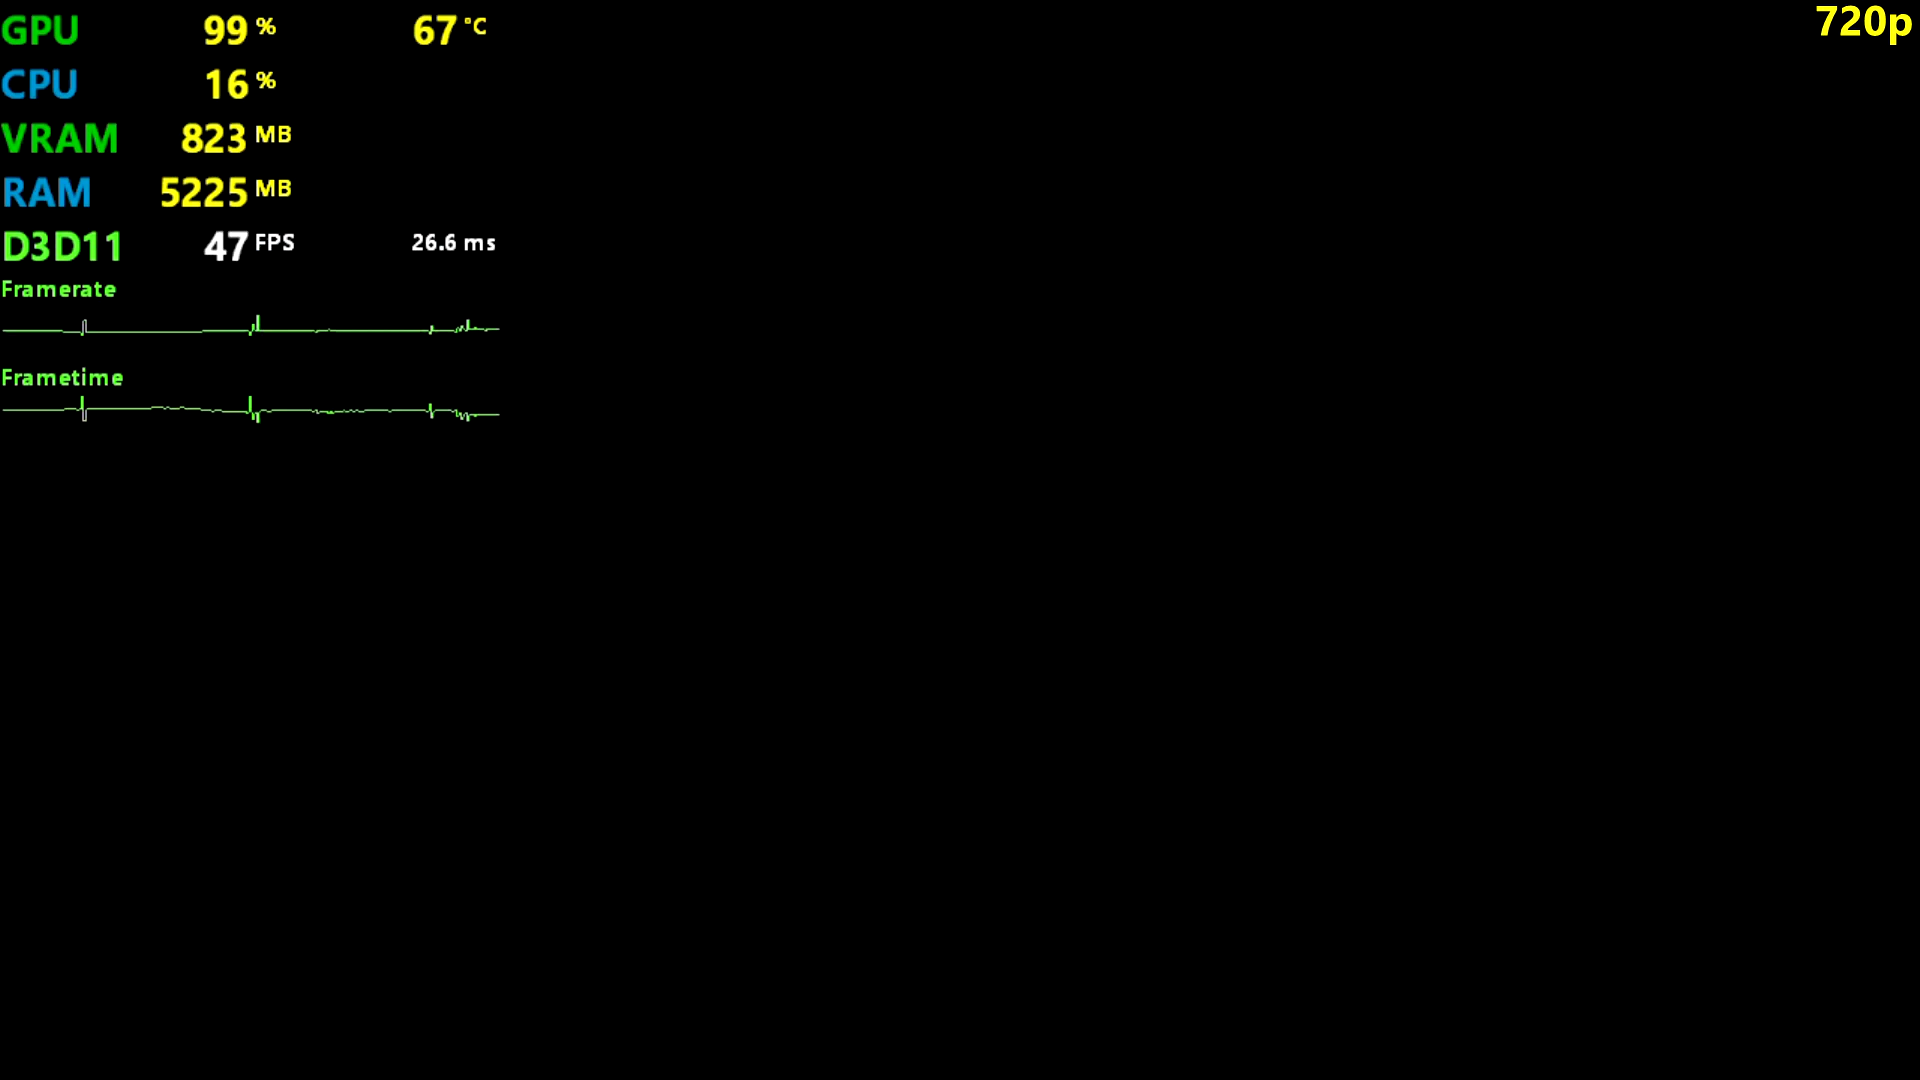 GPU 99 % 67 °C
720p
CPU 16 %
VRAM 823 MB
RAM 5225 MB
D3D11 47 FPS 26.6 ms
Framerate
Frametime